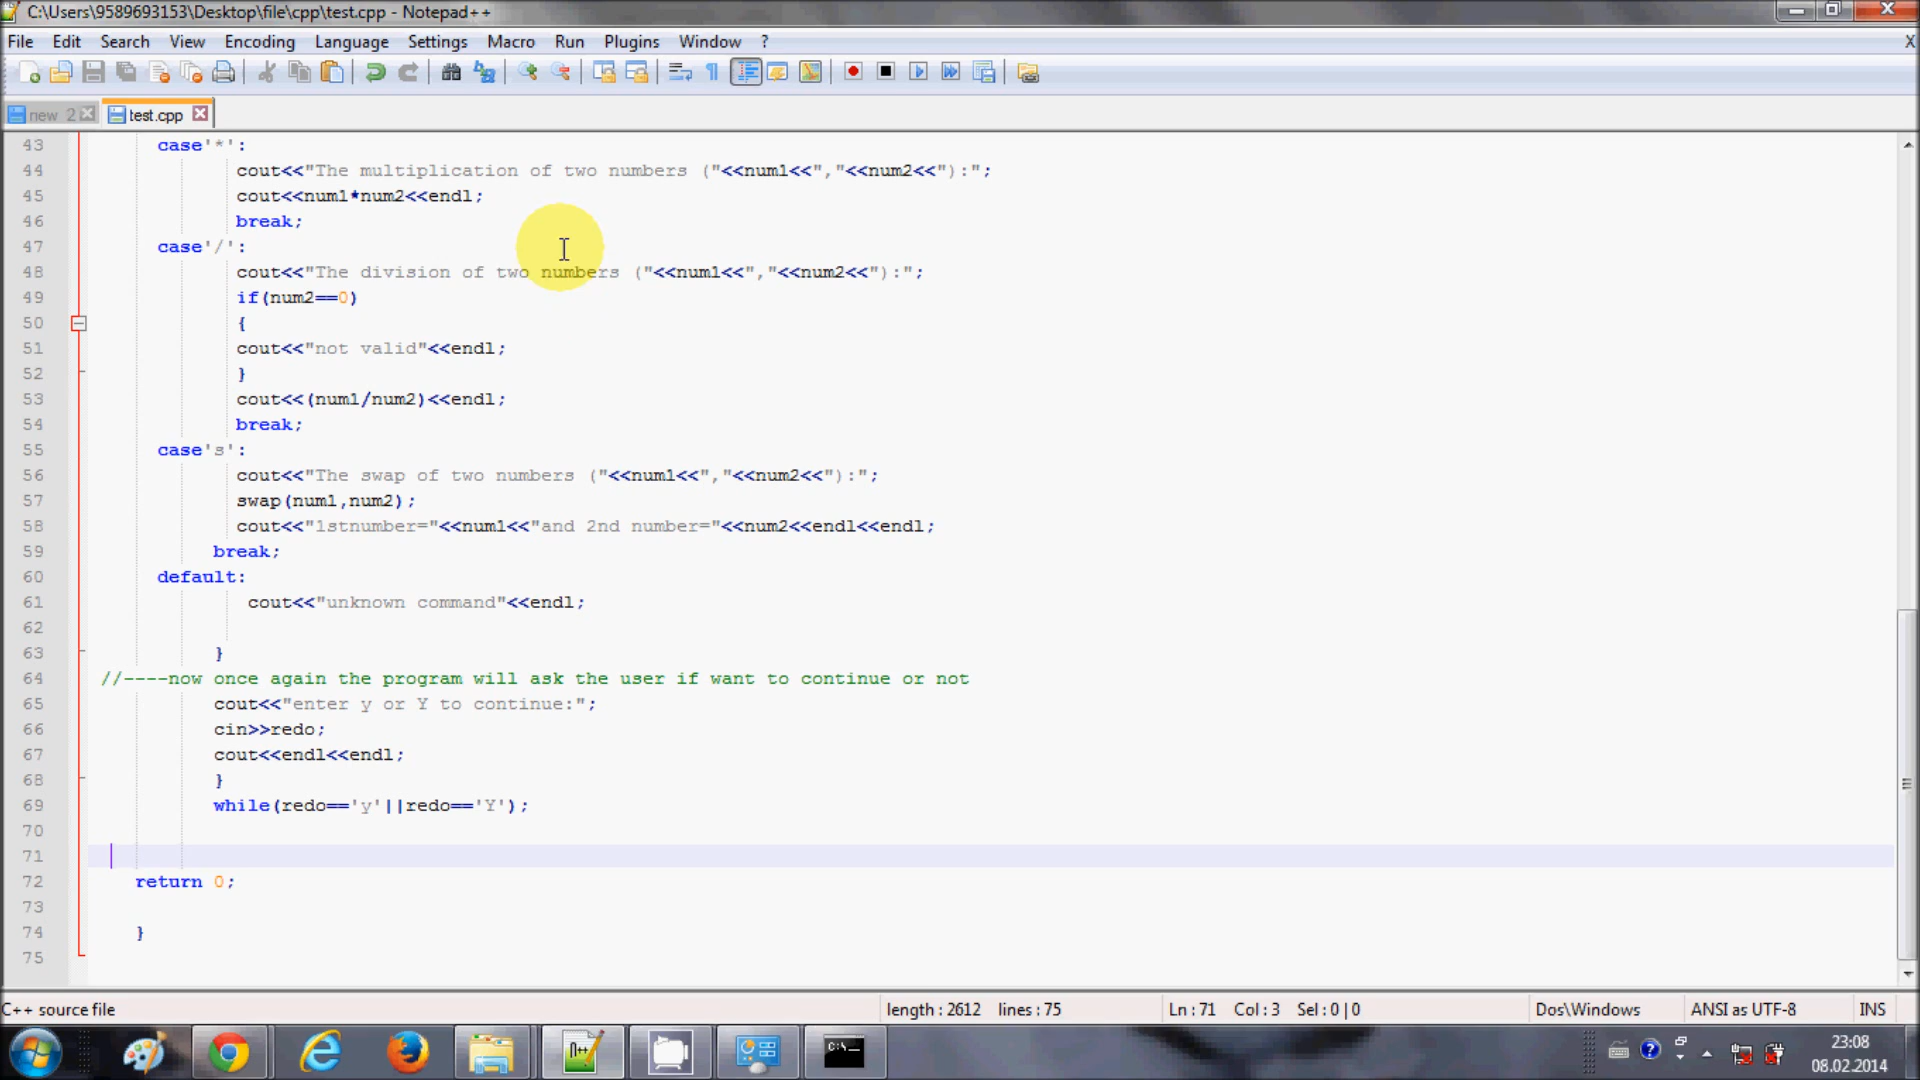 C:\Users\9589693153\Desktop\file\cpp\test.cpp - Notepad++
File Edit Search View Encoding Language Settings Macro Run Plugins Window ? X
new 2 test.cpp
43 case'*':
44 cout<<"The multiplication of two numbers ("<<num1<<","<<num2<<"):";
45 cout<<num1*num2<<endl;
46 break;
47 case'/':
48 cout<<"The division of two numbers ("<<num1<<","<<num2<<"):";
49 if(num2==0)
50 {
51 cout<<"not valid"<<endl;
52 }
53 cout<<(num1/num2)<<endl;
54 break;
55 case's':
56 cout<<"The swap of two numbers ("<<num1<<","<<num2<<"):";
57 swap(num1,num2);
58 cout<<"1stnumber="<<num1<<"and 2nd number="<<num2<<endl<<endl;
59 break;
60 default:
61 cout<<"unknown command"<<endl;
62
63 }
64 //----now once again the program will ask the user if want to continue or not
65 cout<<"enter y or Y to continue:";
66 cin>>redo;
67 cout<<endl<<endl;
68 }
69 while(redo=='y'||redo=='Y');
70
71
72 return 0;
73
74 }
75
C++ source file length : 2612 lines : 75 Ln : 71 Col : 3 Sel : 0 | 0 Dos\Windows ANSI as UTF-8 INS
23:08
08.02.2014